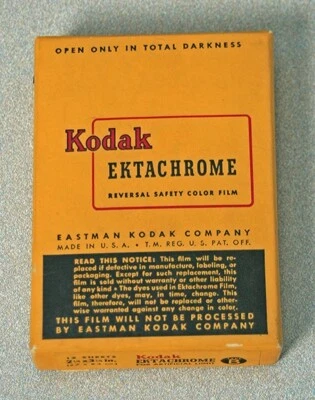 OPEN ONLY IN TOTAL DARKNESS
Kodak
EKTACHROME
REVERSAL SAFETY COLOR FILM
EASTMAN KODAK COMPANY
MADE IN U.S.A. • T.M. REG. U.S. PAT. OFF.
READ THIS NOTICE: This film will be re-
placed if defective in manufacture, labeling, or
packaging. Except for such replacement, this
film is sold without warranty or other liability
of any kind • The dyes used in Ektachrome Film,
like other dyes, may, in time, change. This
film, therefore, will not be replaced or other-
wise warranted against any change in color.
THIS FILM WILL NOT BE PROCESSED
BY EASTMAN KODAK COMPANY
12 SHEETS
Kodak
EKTACHROME